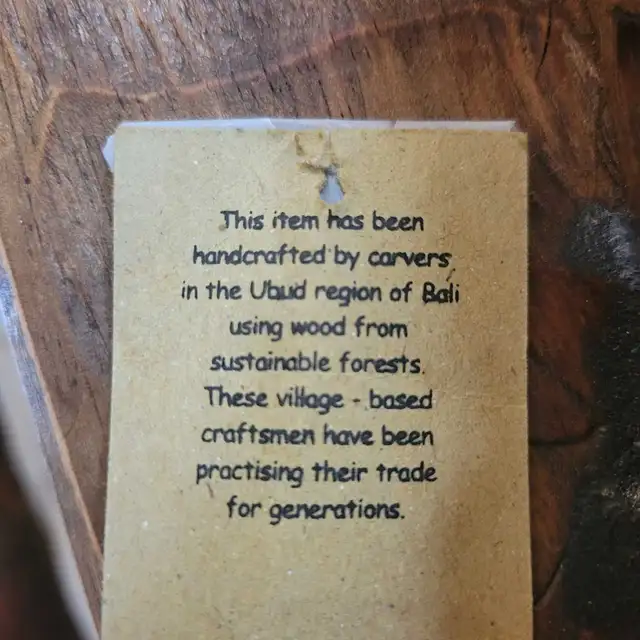 This item has been
handcrafted by carvers
in the Ubud region of Bali
using wood from
sustainable forests.
These village - based
craftsmen have been
practising their trade
for generations.